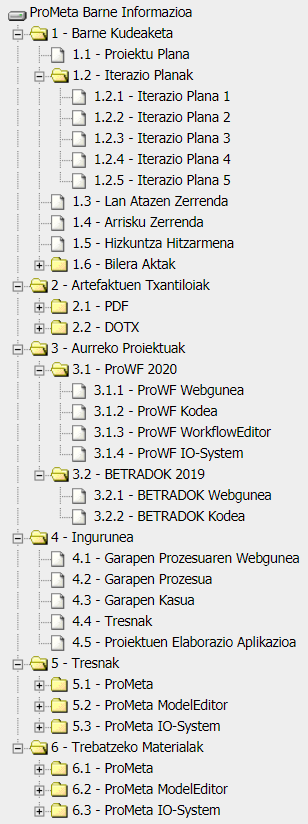 ProMeta Barne Informazioa
1 - Barne Kudeaketa
1.1 - Proiektu Plana
1.2 - Iterazio Planak
1.2.1 - Iterazio Plana 1
1.2.2 - Iterazio Plana 2
1.2.3 - Iterazio Plana 3
1.2.4 - Iterazio Plana 4
1.2.5 - Iterazio Plana 5
1.3 - Lan Atazen Zerrenda
1.4 - Arrisku Zerrenda
1.5 - Hizkuntza Hitzarmena
1.6 - Bilera Aktak
2 - Artefaktuen Txantiloiak
2.1 - PDF
2.2 - DOTX
3 - Aurreko Proiektuak
3.1 - ProWF 2020
3.1.1 - ProWF Webgunea
3.1.2 - ProWF Kodea
3.1.3 - ProWF WorkflowEditor
3.1.4 - ProWF IO-System
3.2 - BETRADOK 2019
3.2.1 - BETRADOK Webgunea
3.2.2 - BETRADOK Kodea
4 - Ingurunea
4.1 - Garapen Prozesuaren Webgunea
4.2 - Garapen Prozesua
4.3 - Garapen Kasua
4.4 - Tresnak
4.5 - Proiektuen Elaborazio Aplikazioa
5 - Tresnak
5.1 - ProMeta
5.2 - ProMeta ModelEditor
5.3 - ProMeta IO-System
6 - Trebatzeko Materialak
6.1 - ProMeta
6.2 - ProMeta ModelEditor
6.3 - ProMeta IO-System